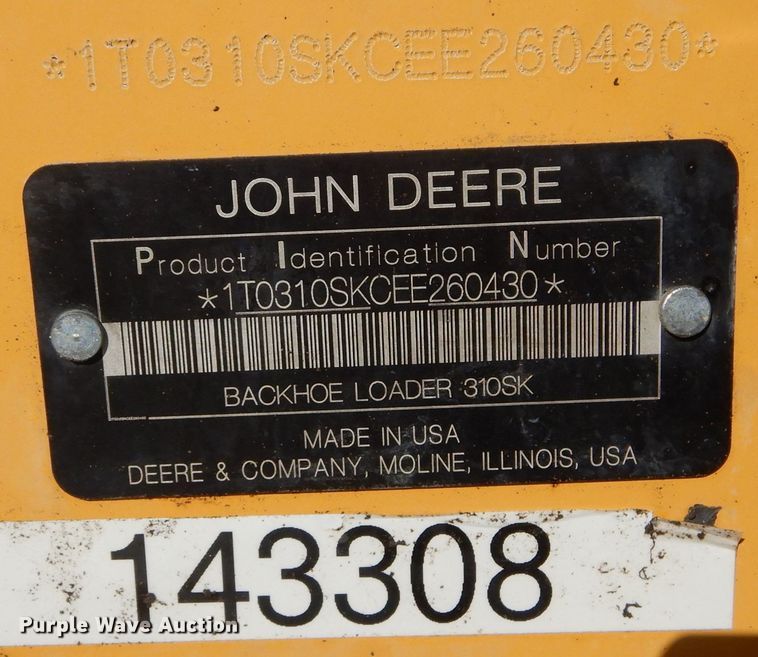 *1T0310SKCEE260430*
JOHN DEERE
Product Identification Number
*1T0310SKCEE260430*
BACKHOE LOADER 310SK
MADE IN USA
DEERE & COMPANY, MOLINE, ILLINOIS, USA
143308
Purple Wave Auction